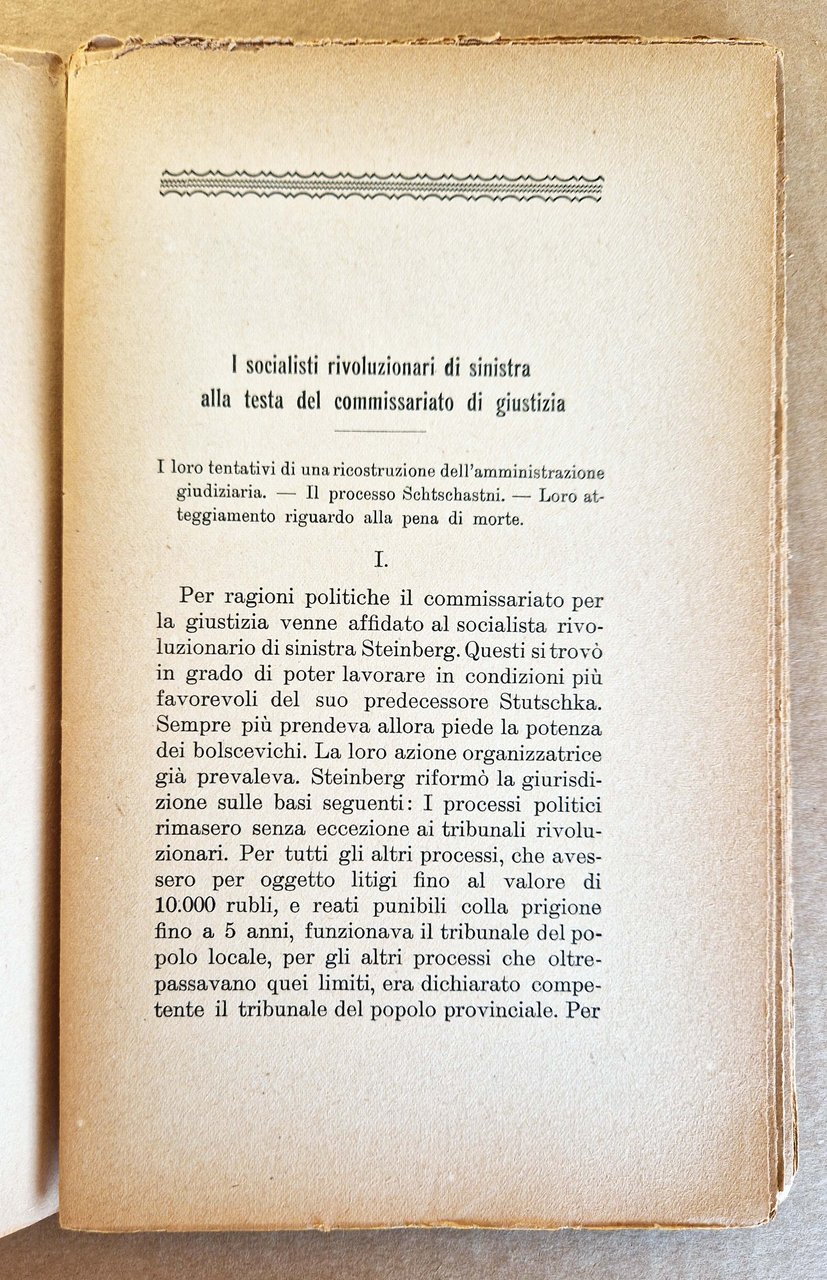 I socialisti rivoluzionari di sinistra
alla testa del commissariato di giustizia
I loro tentativi di una ricostruzione dell'amministrazione
giudiziaria. — Il processo Schtschastni. — Loro at-
teggiamento riguardo alla pena di morte.
I.
Per ragioni politiche il commissariato per
la giustizia venne affidato al socialista rivo-
luzionario di sinistra Steinberg. Questi si trovò
in grado di poter lavorare in condizioni più
favorevoli del suo predecessore Stutschka.
Sempre più prendeva allora piede la potenza
dei bolscevichi. La loro azione organizzatrice
già prevaleva. Steinberg riformò la giurisdi-
zione sulle basi seguenti: I processi politici
rimasero senza eccezione ai tribunali rivolu-
zionari. Per tutti gli altri processi, che aves-
sero per oggetto litigi fino al valore di
10.000 rubli, e reati punibili colla prigione
fino a 5 anni, funzionava il tribunale del po-
polo locale, per gli altri processi che oltre-
passavano quei limiti, era dichiarato compe-
tente il tribunale del popolo provinciale. Per